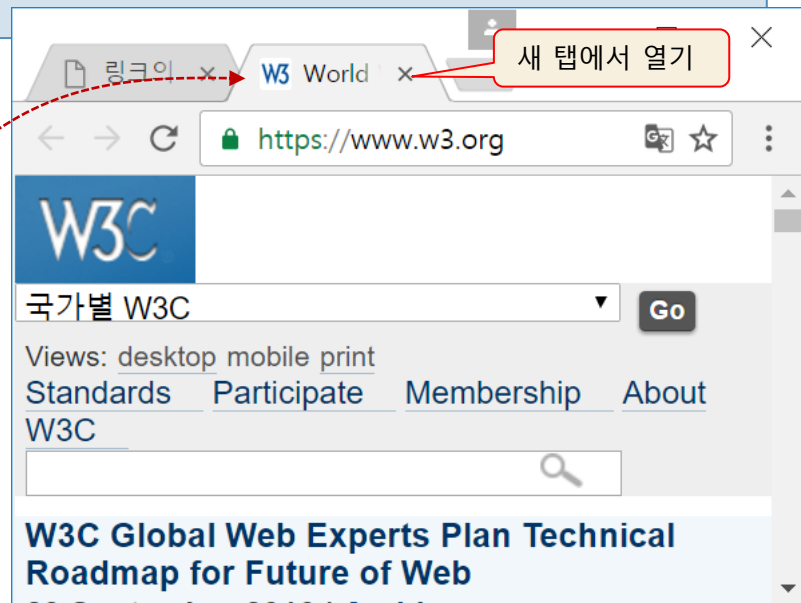 링크의
W3 World
새 탭에서 열기
https://www.w3.org
W3C
국가별 W3C
Go
Views: desktop mobile print
Standards Participate Membership About
W3C
W3C Global Web Experts Plan Technical
Roadmap for Future of Web